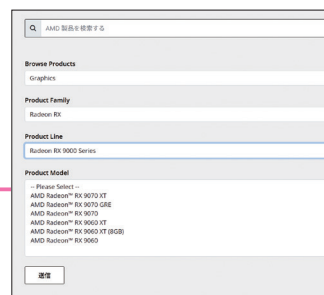 AMD 製品を検索する
Browse Products
Graphics
Product Family
Radeon RX
Product Line
Radeon RX 9000 Series
Product Model
-- Please Select --
AMD Radeon™ RX 9070 XT
AMD Radeon™ RX 9070 GRE
AMD Radeon™ RX 9070
AMD Radeon™ RX 9060 XT
AMD Radeon™ RX 9060 XT (8GB)
AMD Radeon™ RX 9060
送信